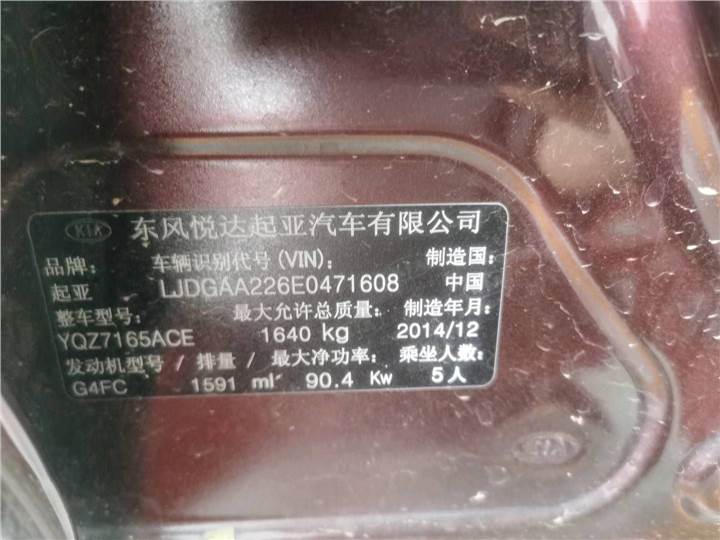 KIA 东风悦达起亚汽车有限公司
品牌: 车辆识别代号(VIN): 制造国:
起亚 LJDGAA226E0471608 中国
整车型号: 最大允许总质量: 制造年月:
YQZ7165ACE 1640 kg 2014/12
发动机型号 / 排量 / 最大净功率: 乘坐人数:
G4FC 1591 ml 90.4 Kw 5人
KIA